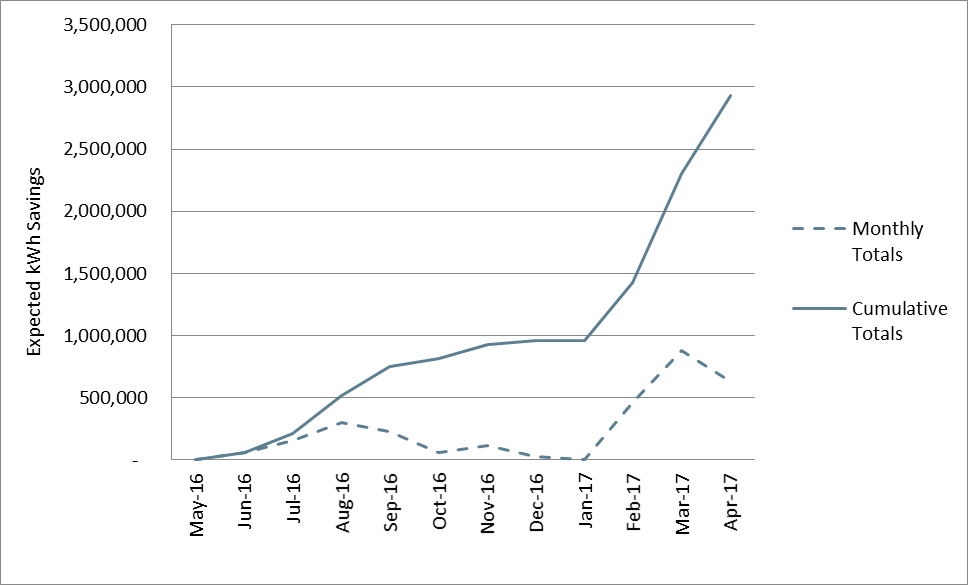 3,500,000
3,000,000
2,500,000
2,000,000
1,500,000
1,000,000
500,000
-
Expected kWh Savings
May-16
Jun-16
Jul-16
Aug-16
Sep-16
Oct-16
Nov-16
Dec-16
Jan-17
Feb-17
Mar-17
Apr-17
Monthly
Totals
Cumulative
Totals